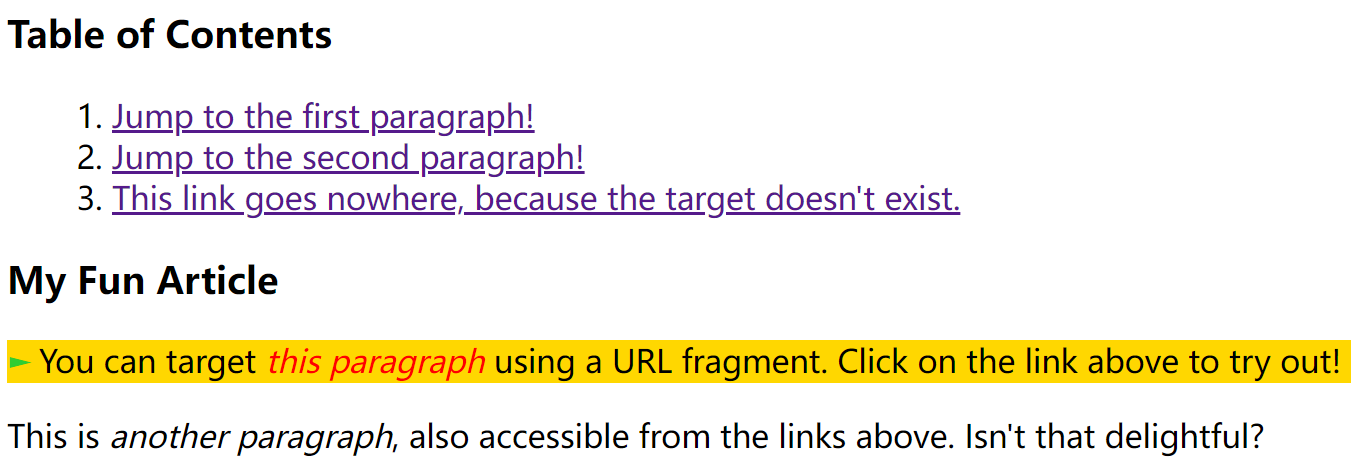 Table of Contents
1. Jump to the first paragraph!
2. Jump to the second paragraph!
3. This link goes nowhere, because the target doesn't exist.
My Fun Article
►You can target this paragraph using a URL fragment. Click on the link above to try out!
This is another paragraph, also accessible from the links above. Isn't that delightful?